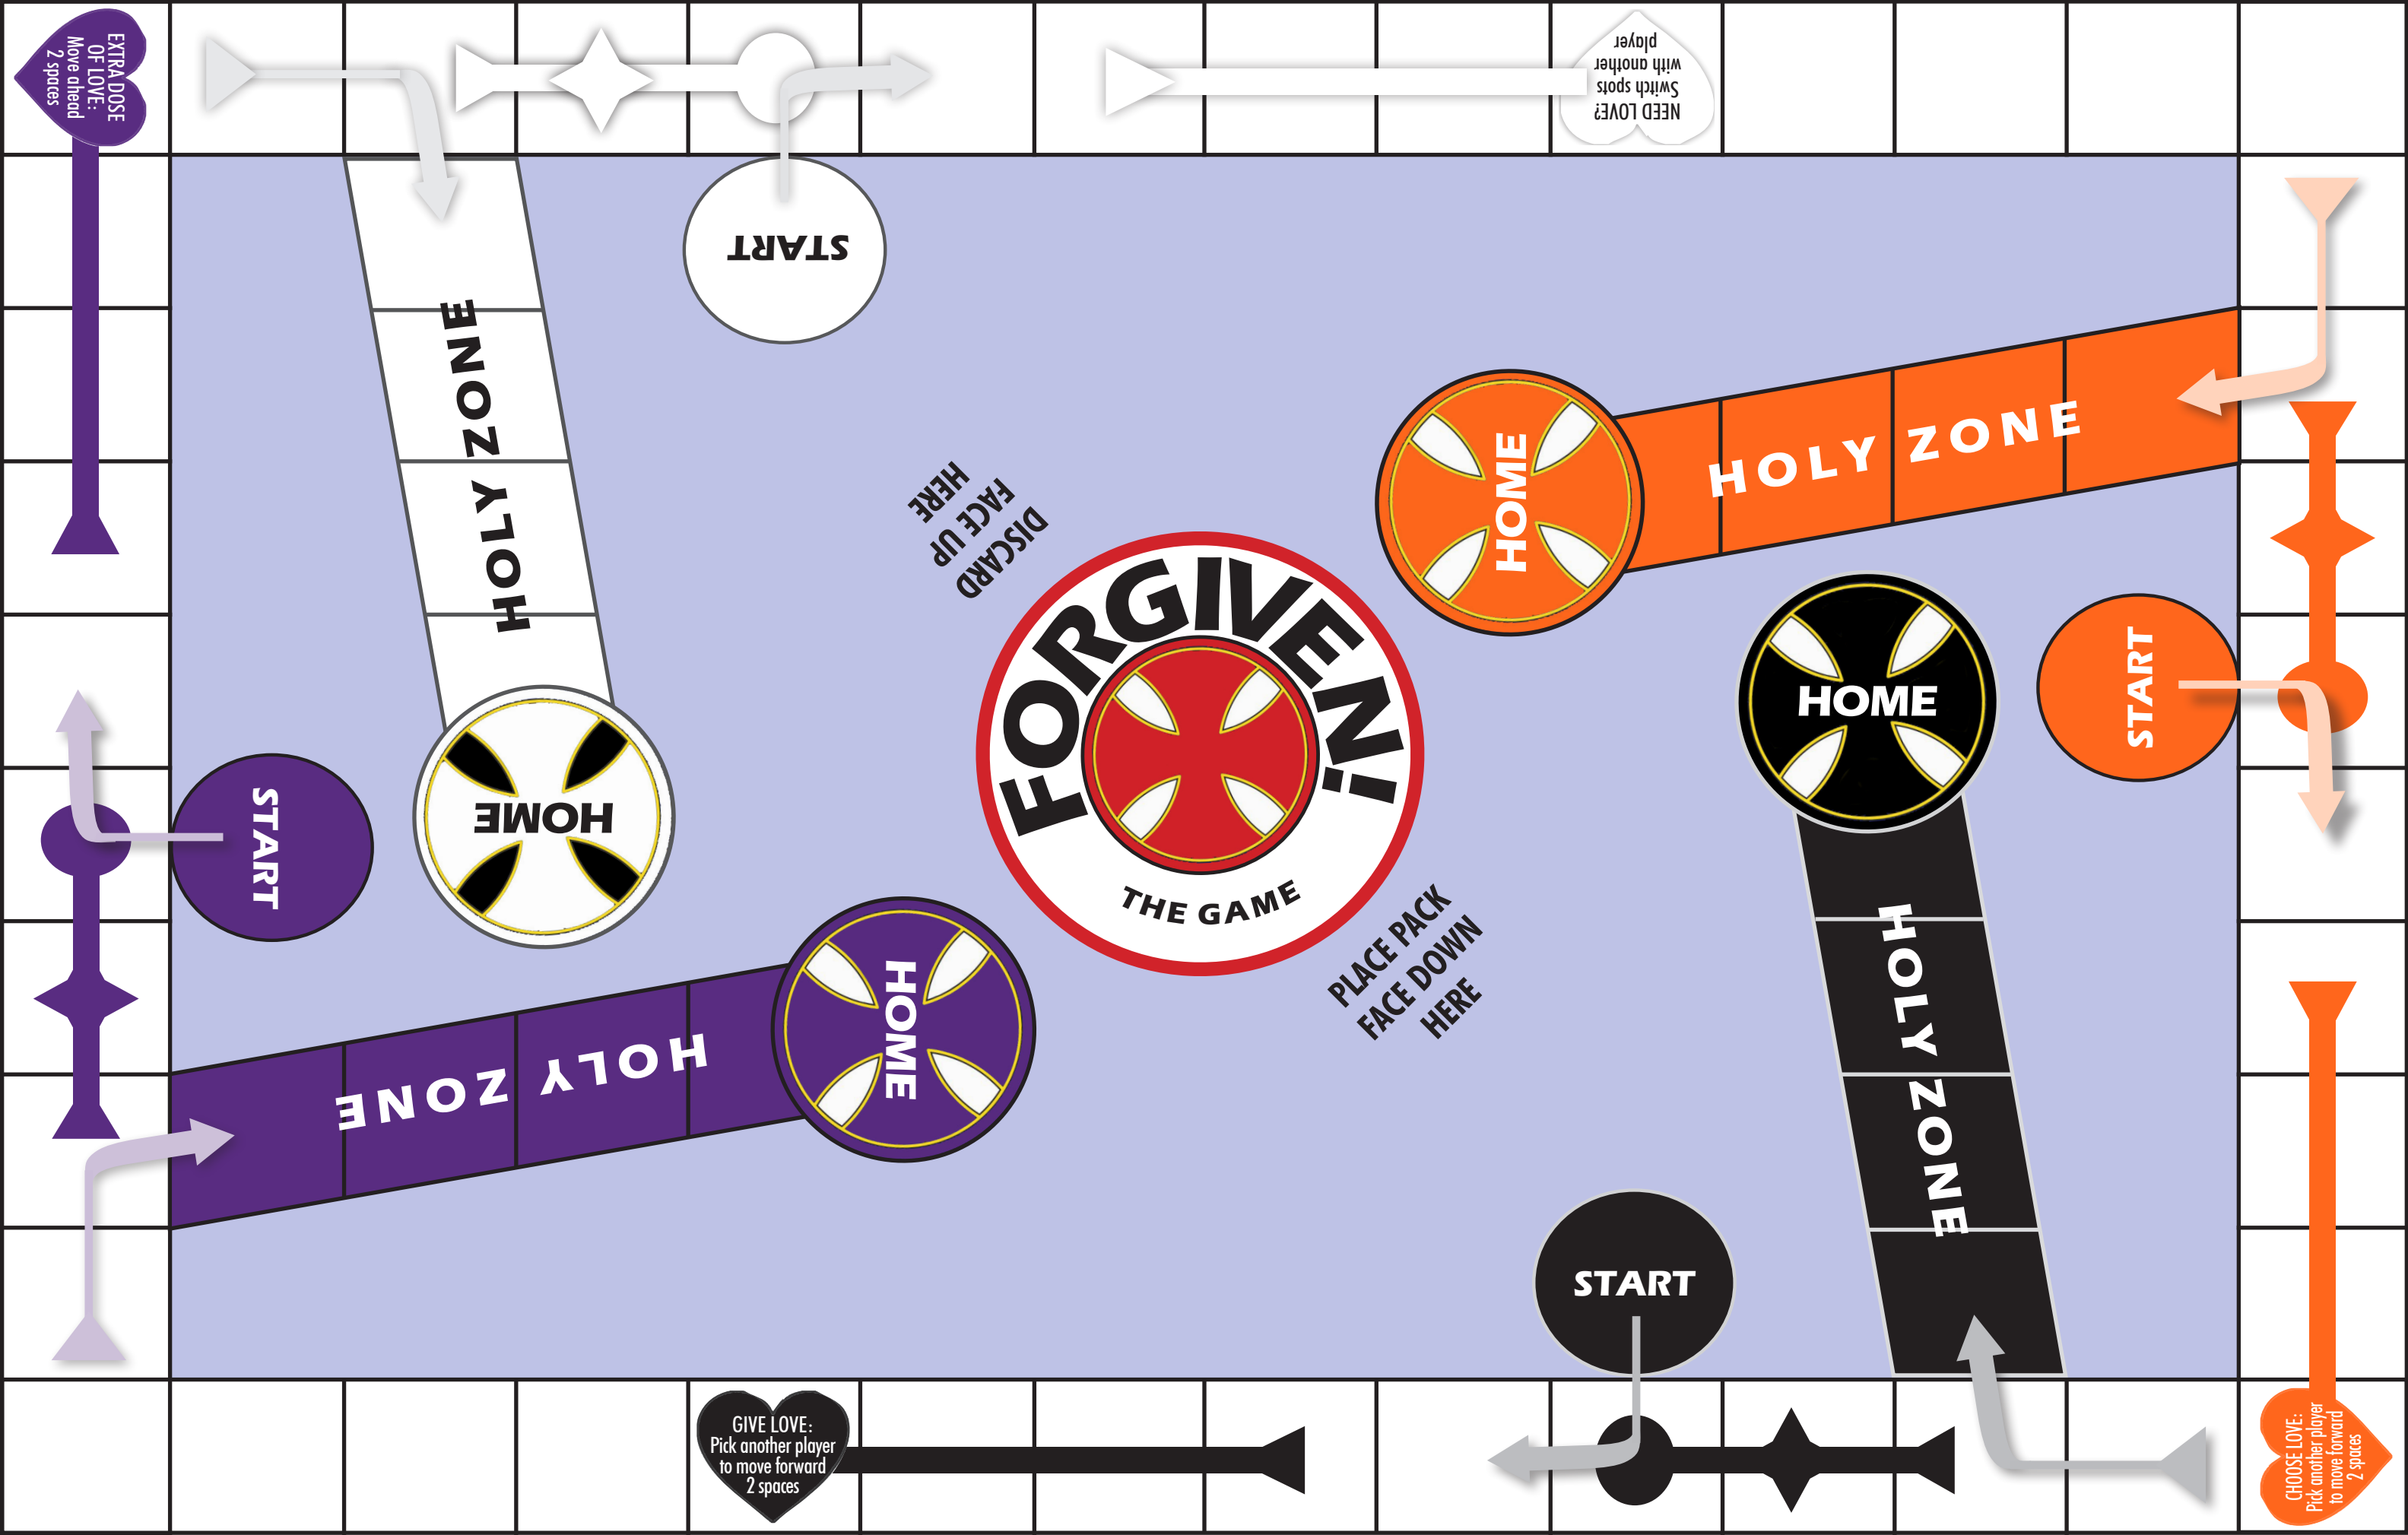 EXTRA DOSE
OF LOVE:
Move ahead
2 spaces
NEED LOVE?
Switch spots
with another
player
START
HOLY ZONE
HOME
DISCARD
FACE UP
HERE
HOME
HOLY ZONE
START
FORGIVEN!
THE GAME
HOME
HOLY ZONE
START
START
HOME
HOLY ZONE
PLACE PACK
FACE DOWN
HERE
GIVE LOVE:
Pick another player
to move forward
2 spaces
CHOOSE LOVE:
Pick another player
to move forward
2 spaces